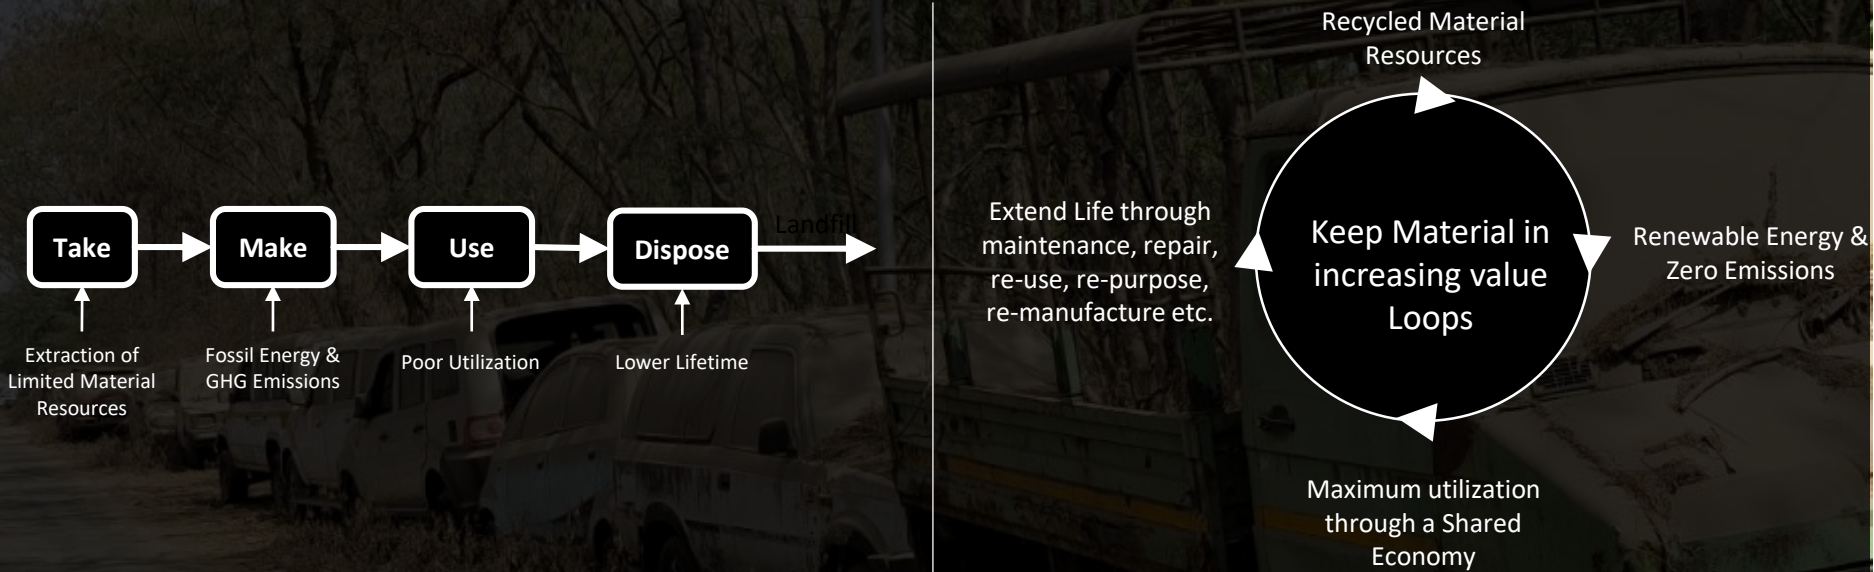 Take
Make
Use
Dispose
Landfill
Extraction of
Limited Material
Resources
Fossil Energy &
GHG Emissions
Poor Utilization
Lower Lifetime
Recycled Material
Resources
Extend Life through
maintenance, repair,
re-use, re-purpose,
re-manufacture etc.
Keep Material in
increasing value
Loops
Renewable Energy &
Zero Emissions
Maximum utilization
through a Shared
Economy